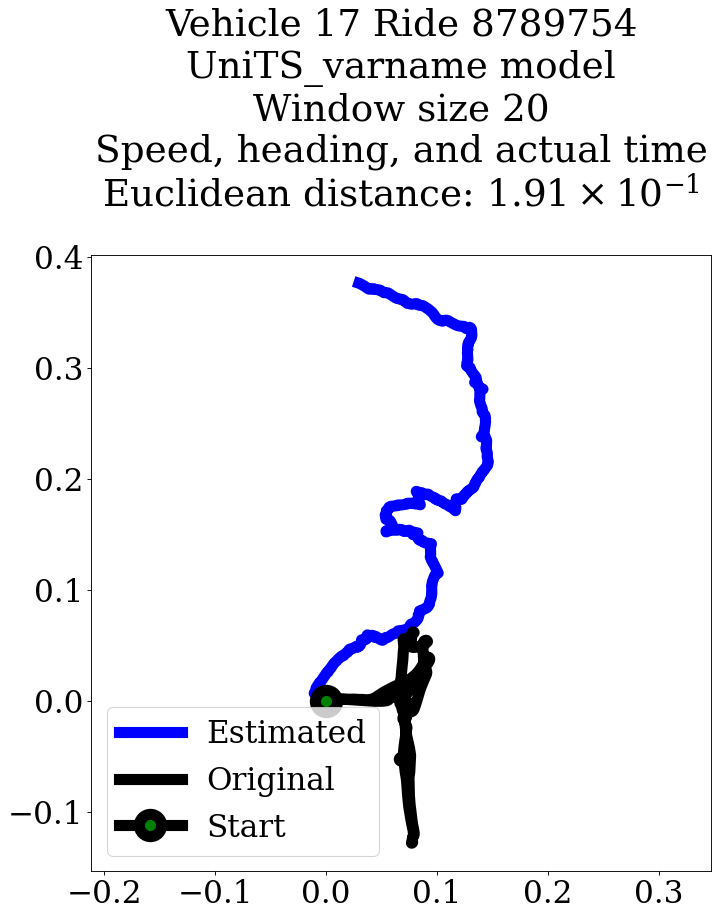 Vehicle 17 Ride 8789754
UniTS_varname model
Window size 20
Speed, heading, and actual time
Euclidean distance: 1.91 × 10⁻¹
0.4
0.3
0.2
0.1
0.0
−0.1
Estimated
Original
Start
−0.2 −0.1 0.0 0.1 0.2 0.3